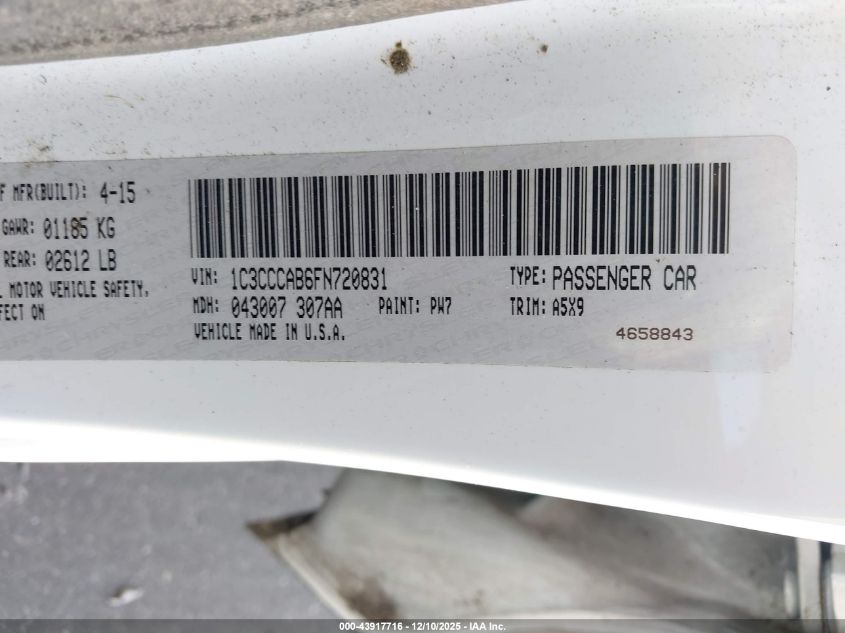 F MFR(BUILT): 4-15
GAWR: 01185 KG
REAR: 02612 LB
MOTOR VEHICLE SAFETY,
FECT ON
VIN: 1C3CCCAB6FN720831 TYPE: PASSENGER CAR
MDH: 043007 307AA PAINT: PW7 TRIM: A5X9
VEHICLE MADE IN U.S.A. 4658843
000-43917716 - 12/10/2025 - IAA Inc.